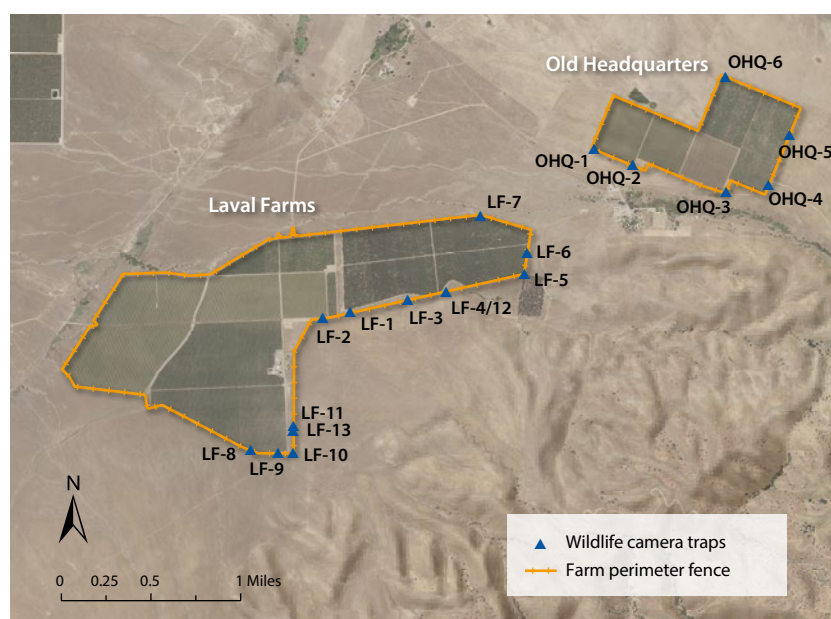 Old Headquarters
OHQ-6
OHQ-5
OHQ-1
OHQ-2
OHQ-4
OHQ-3
Laval Farms
LF-7
LF-6
LF-5
LF-4/12
LF-3
LF-1
LF-2
LF-11
LF-13
LF-8
LF-9
LF-10
N
0 0.25 0.5 1 Miles
Wildlife camera traps
Farm perimeter fence